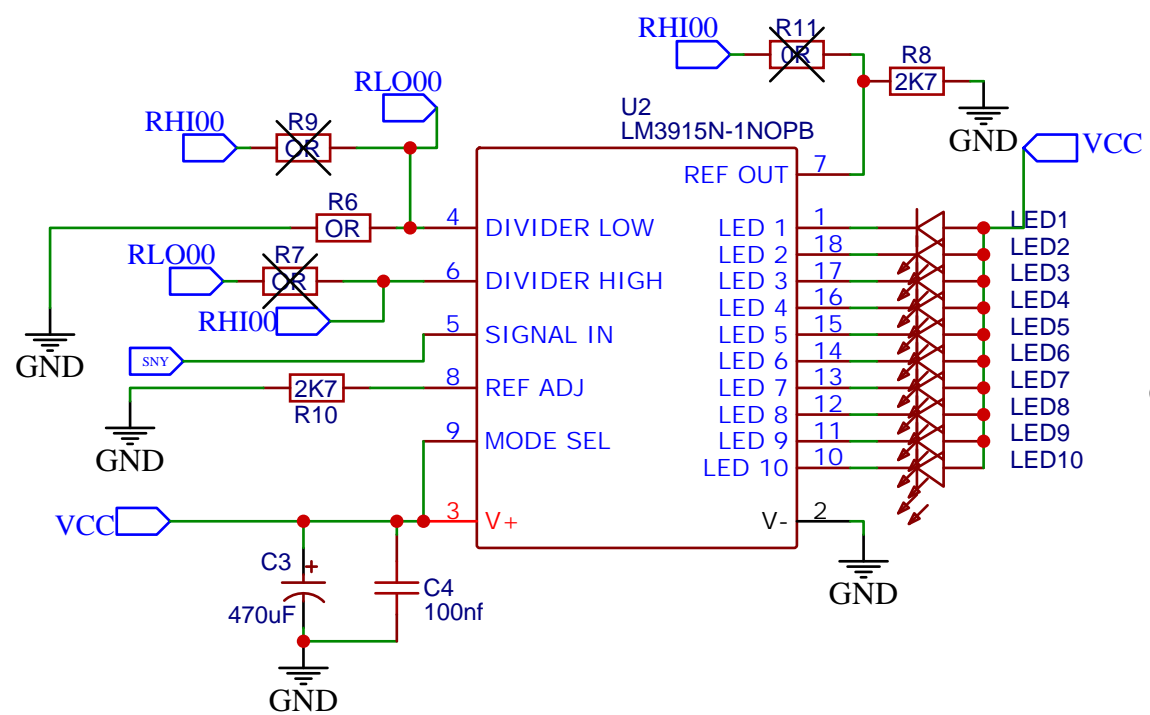 RHI00
R11
0R
R8
2K7
GND
VCC
RLO00
RHI00
R9
OR
U2
LM3915N-1NOPB
REF OUT
7
R6
OR
4
DIVIDER LOW
LED 1
1
LED1
RLO00
R7
OR
6
DIVIDER HIGH
LED 2
18
LED2
LED 3
17
LED3
RHI00
LED 4
16
LED4
5
SIGNAL IN
LED 5
15
LED5
GND
SNY
LED 6
14
LED6
2K7
R10
8
REF ADJ
LED 7
13
LED7
LED 8
12
LED8
GND
9
MODE SEL
LED 9
11
LED9
LED 10
10
LED10
VCC
3
V+
V-
2
GND
C3
+
470uF
C4
100nf
GND